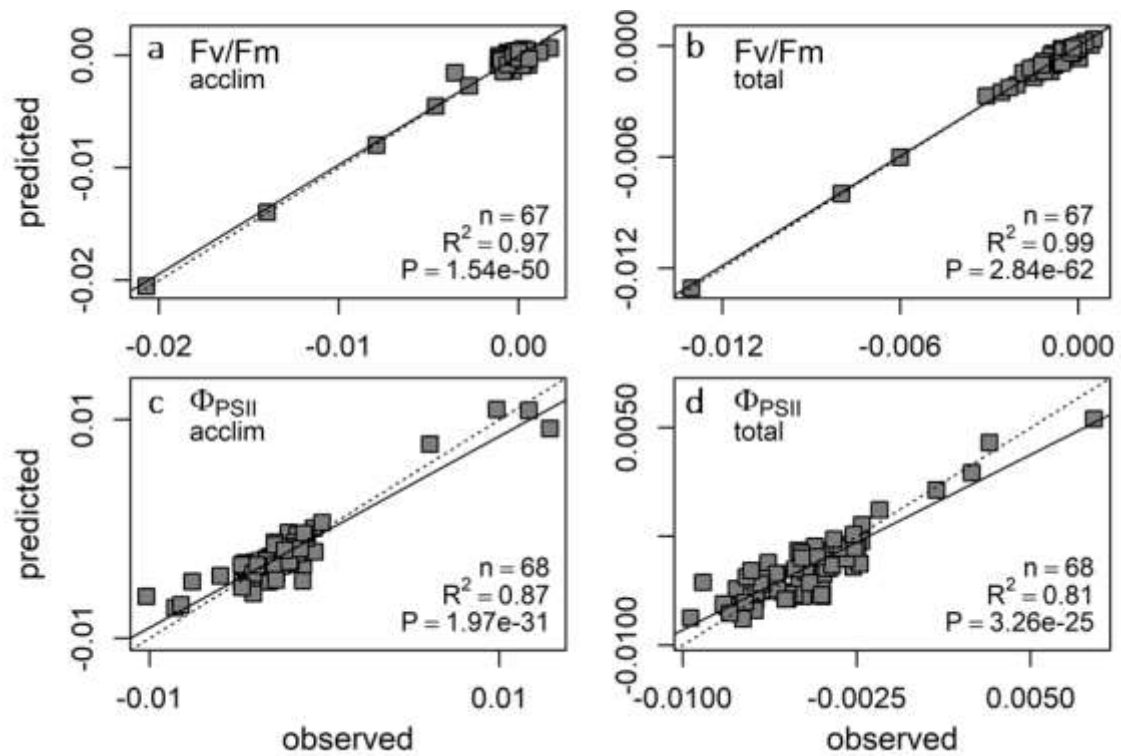 a Fv/Fm
acclim
n = 67
R² = 0.97
P = 1.54e-50
predicted
0.00
-0.01
-0.02
-0.02 -0.01 0.00
b Fv/Fm
total
n = 67
R² = 0.99
P = 2.84e-62
0.000
-0.006
-0.012
-0.012 -0.006 0.000
c ΦPSII
acclim
n = 68
R² = 0.87
P = 1.97e-31
predicted
0.01
-0.01
-0.01 0.01
observed
d ΦPSII
total
n = 68
R² = 0.81
P = 3.26e-25
0.0050
-0.0100
-0.0100 -0.0025 0.0050
observed